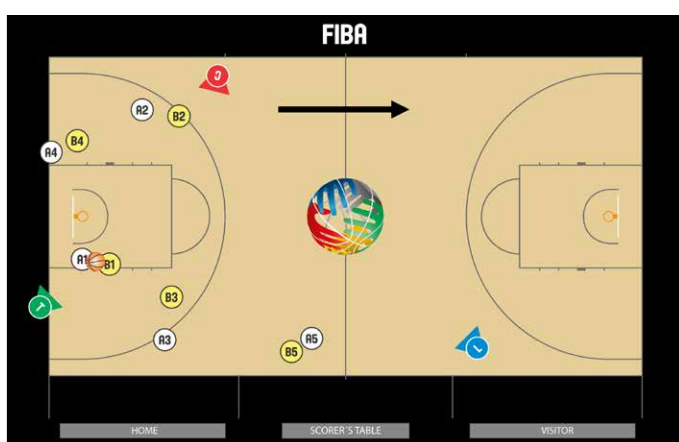 FIBA
C
A2
B2
B4
A4
A1
B1
B3
T
A3
B5
A5
L
HOME
SCORER'S TABLE
VISITOR